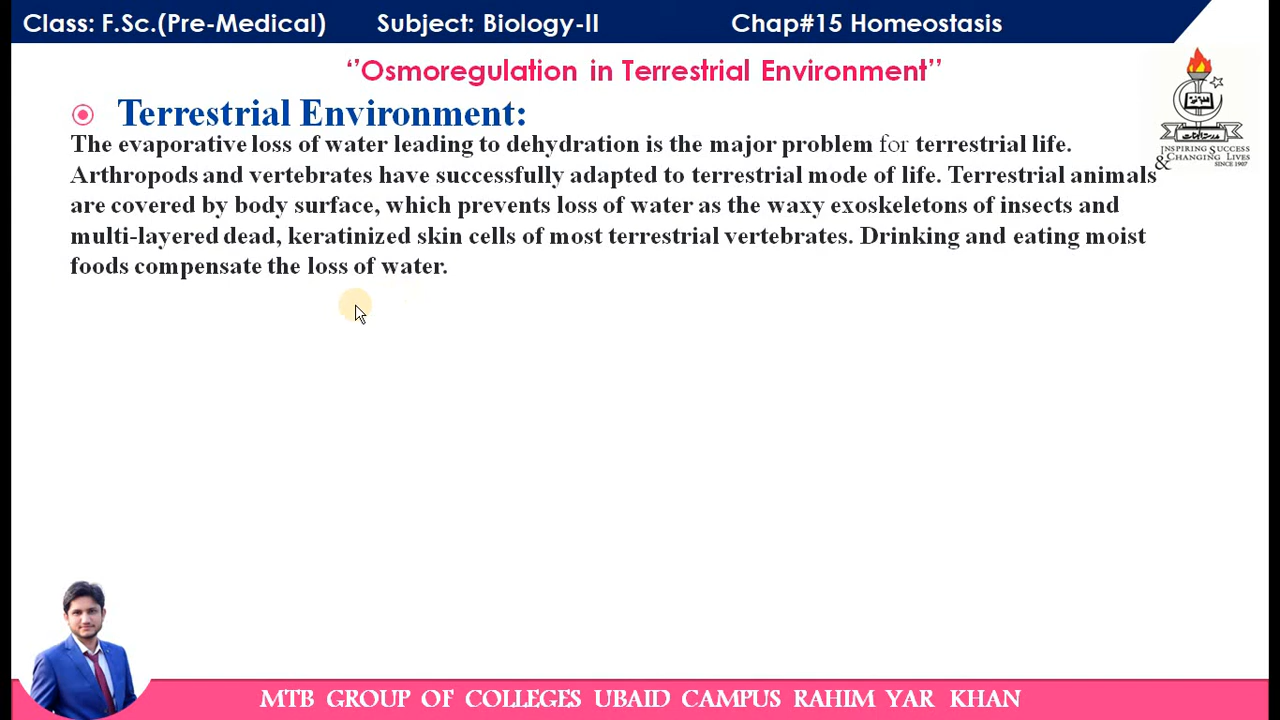 Class: F.Sc.(Pre-Medical) Subject: Biology-II Chap#15 Homeostasis
‘’Osmoregulation in Terrestrial Environment’’
Terrestrial Environment:
The evaporative loss of water leading to dehydration is the major problem for terrestrial life.
Arthropods and vertebrates have successfully adapted to terrestrial mode of life. Terrestrial animals
are covered by body surface, which prevents loss of water as the waxy exoskeletons of insects and
multi-layered dead, keratinized skin cells of most terrestrial vertebrates. Drinking and eating moist
foods compensate the loss of water.
INSPIRING SUCCESS
& CHANGING LIVES
SINCE 1907
MTB GROUP OF COLLEGES UBAID CAMPUS RAHIM YAR KHAN